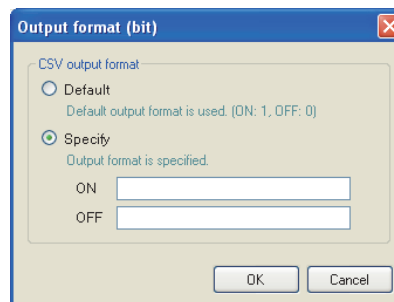 Output format (bit)
CSV output format
Default
Default output format is used. (ON: 1, OFF: 0)
Specify
Output format is specified.
ON
OFF
OK Cancel